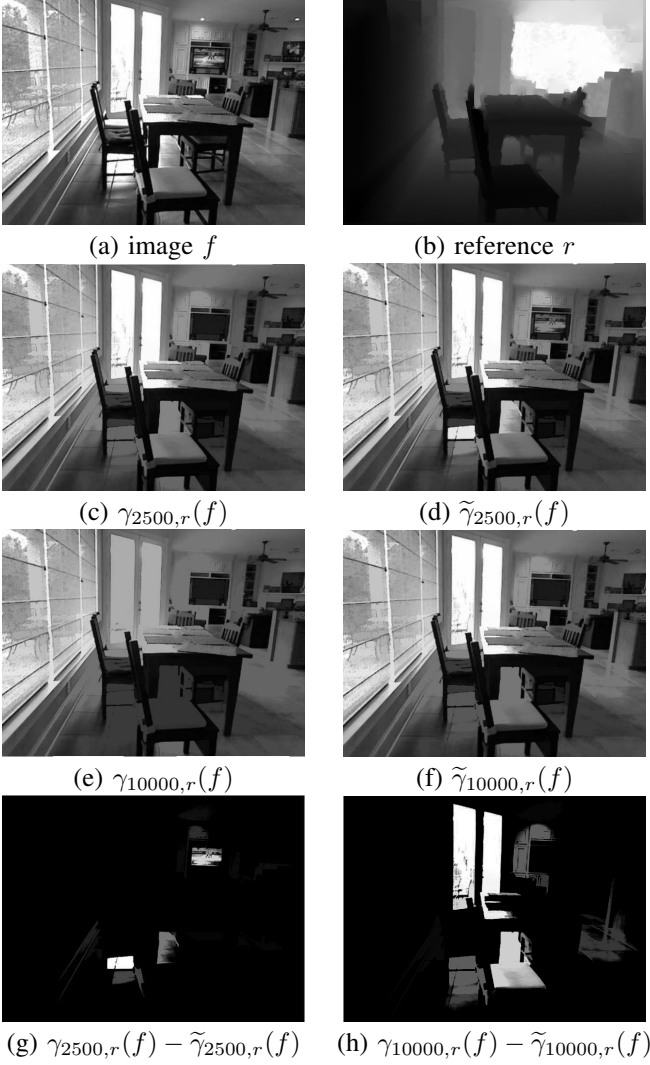 (a) image f (b) reference r
(c) γ2500,r(f) (d) γ̃2500,r(f)
(e) γ10000,r(f) (f) γ̃10000,r(f)
(g) γ2500,r(f) − γ̃2500,r(f) (h) γ10000,r(f) − γ̃10000,r(f)